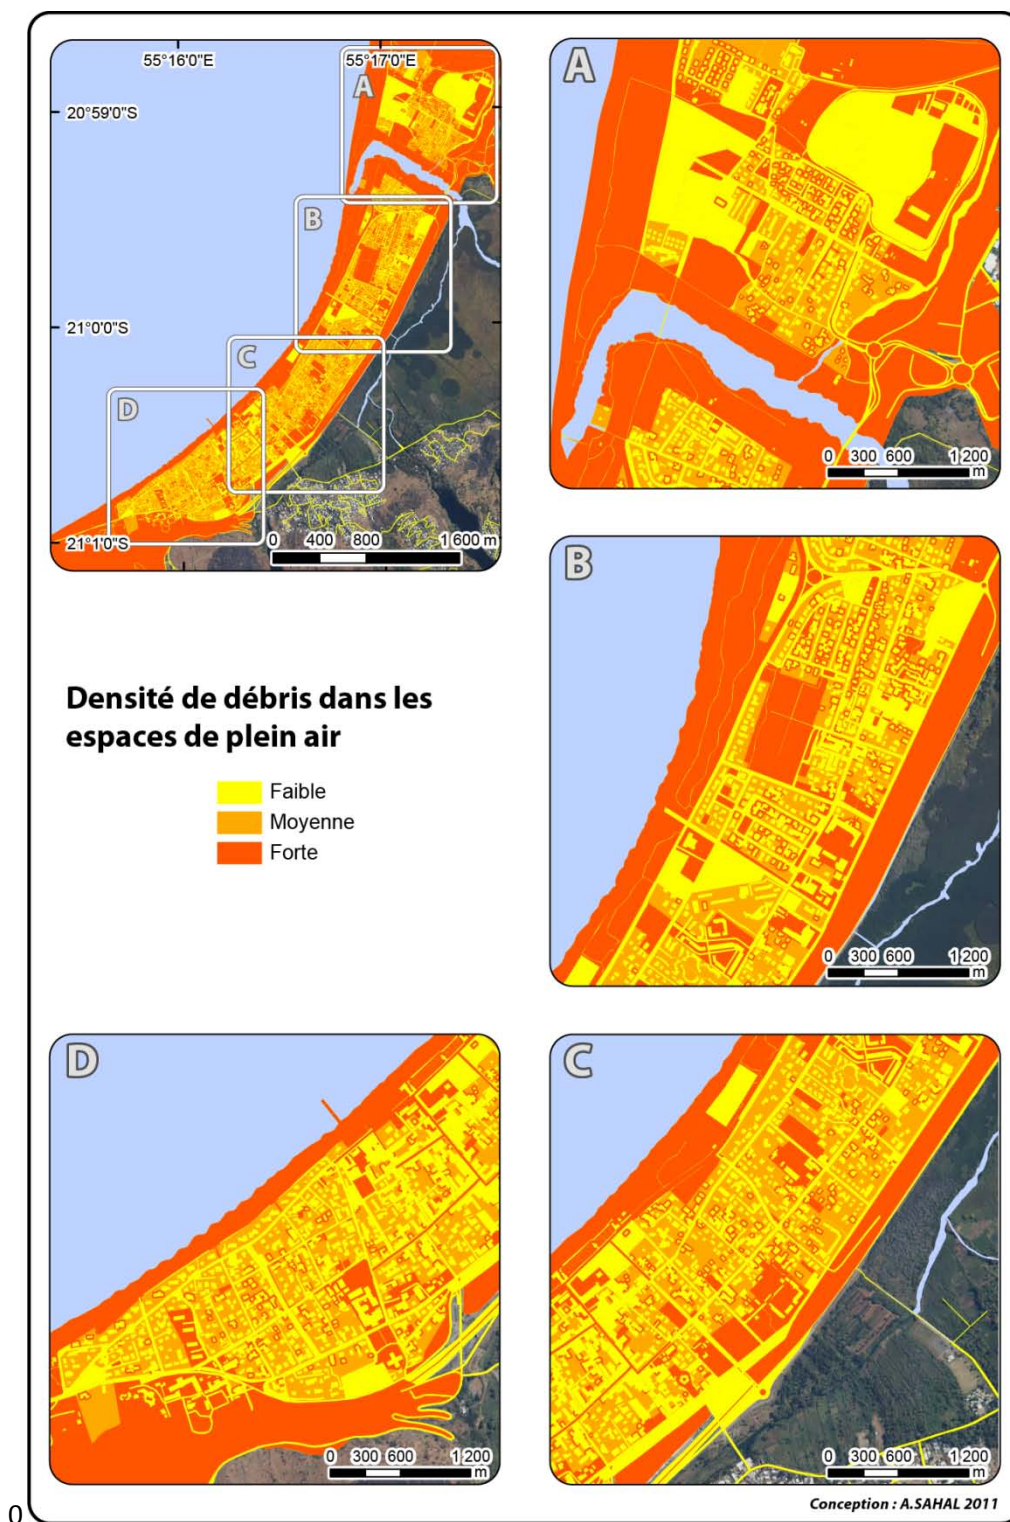 55°16'0"E
55°17'0"E
A
20°59'0"S
B
21°0'0"S
C
D
21°1'0"S
0 400 800 1 600 m
A
0 300 600 1 200
m
B
0 300 600 1 200
m
Densité de débris dans les
espaces de plein air
Faible
Moyenne
Forte
D
0 300 600 1 200
m
C
0 300 600 1 200
m
Conception : A.SAHAL 2011
0